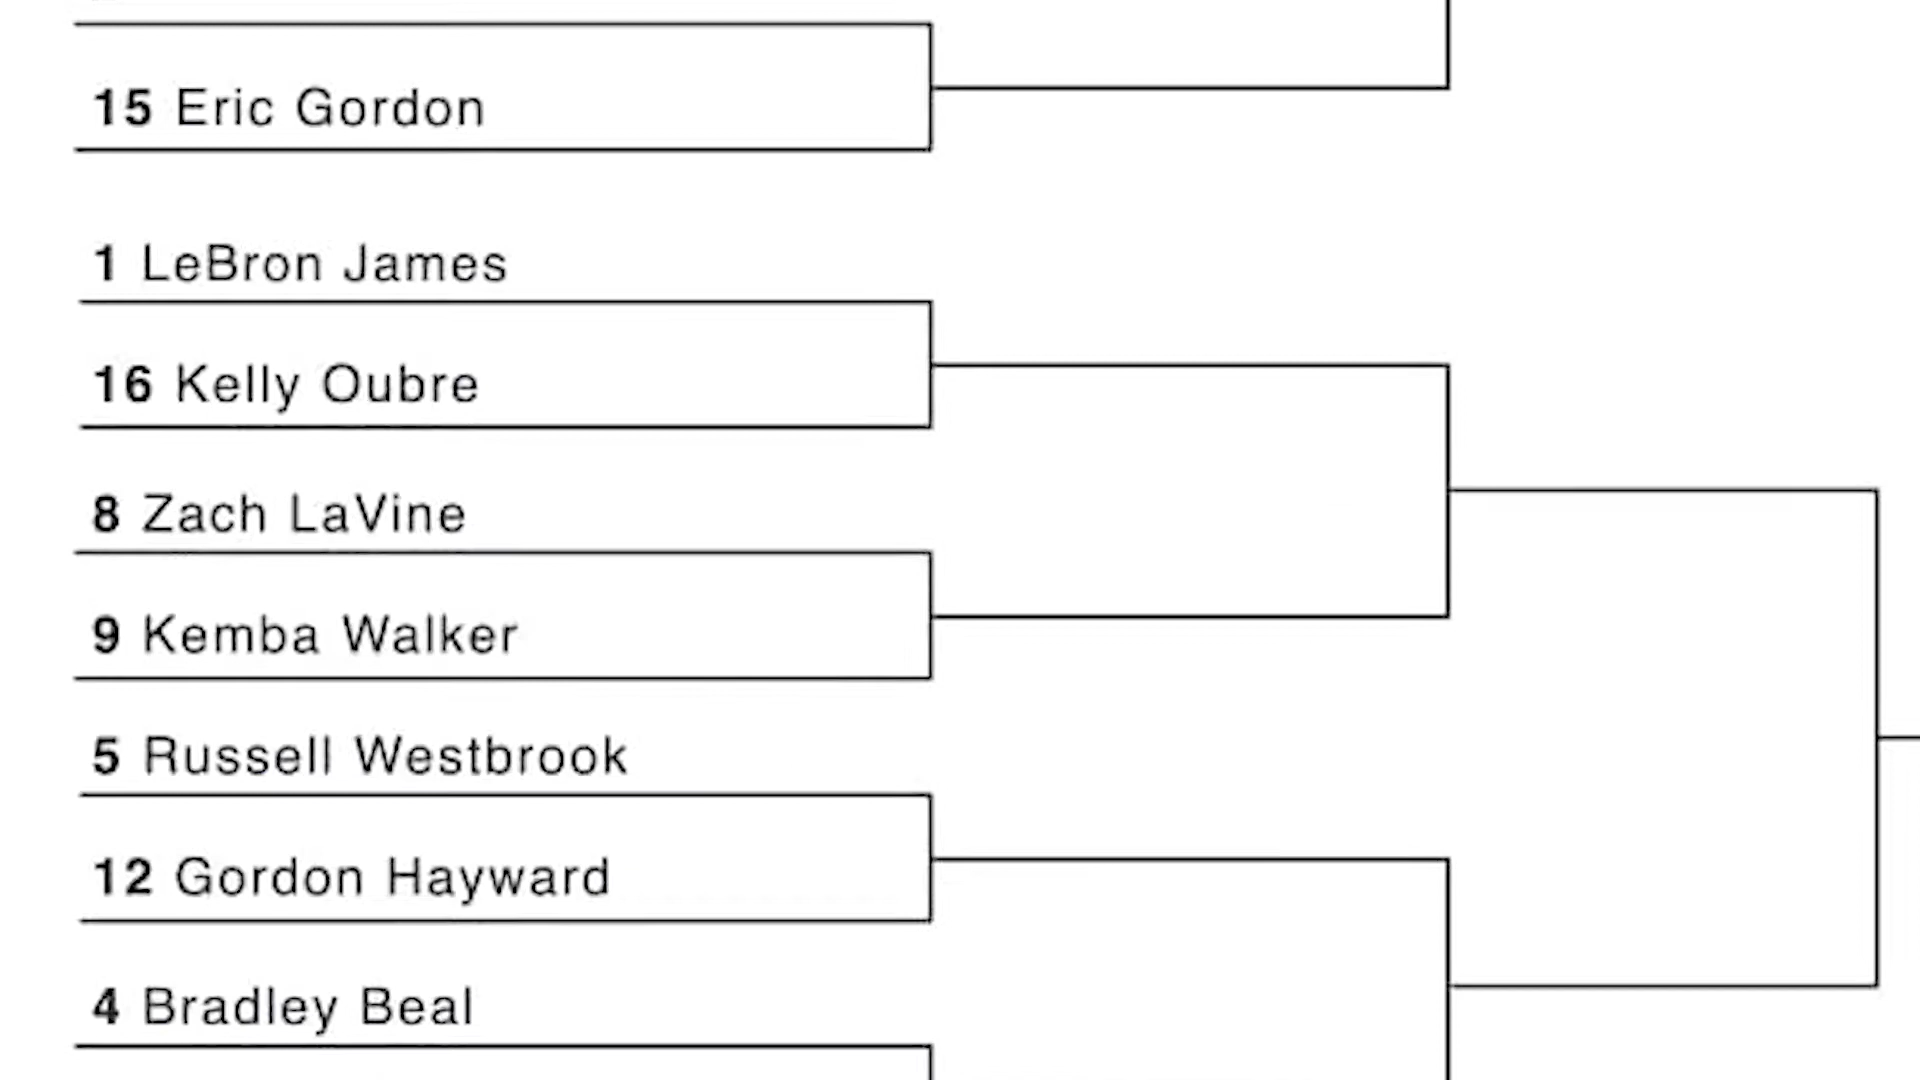 15 Eric Gordon
1 LeBron James
16 Kelly Oubre
8 Zach LaVine
9 Kemba Walker
5 Russell Westbrook
12 Gordon Hayward
4 Bradley Beal